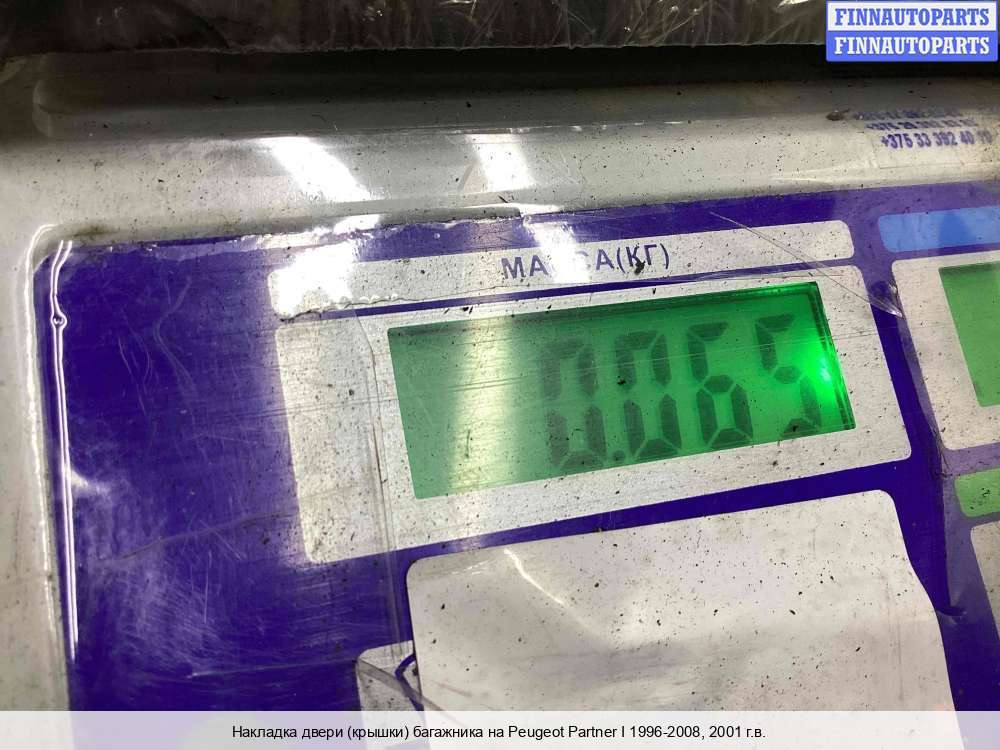 FINNAUTOPARTS
FINNAUTOPARTS
+375 33 392 40
МАССА(КГ)
0.065
Накладка двери (крышки) багажника на Peugeot Partner I 1996-2008, 2001 г.в.